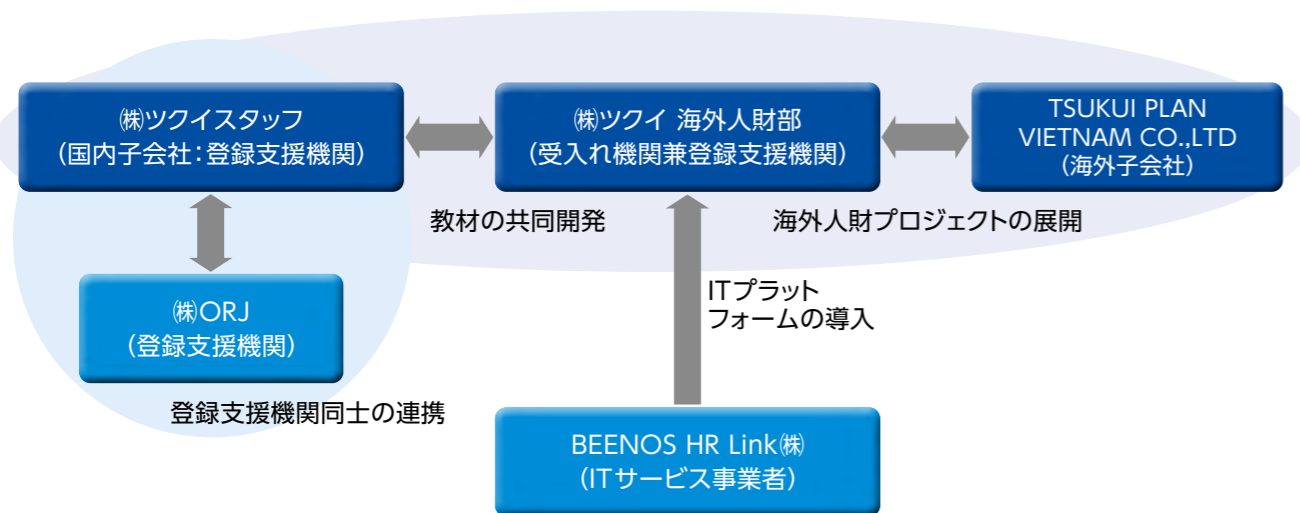 ㈱ツクイスタッフ
（国内子会社：登録支援機関）
㈱ツクイ 海外人財部
（受入れ機関兼登録支援機関）
TSUKUI PLAN
VIETNAM CO.,LTD
（海外子会社）
教材の共同開発
海外人財プロジェクトの展開
㈱ORJ
（登録支援機関）
ITプラット
フォームの導入
登録支援機関同士の連携
BEENOS HR Link㈱
（ITサービス事業者）